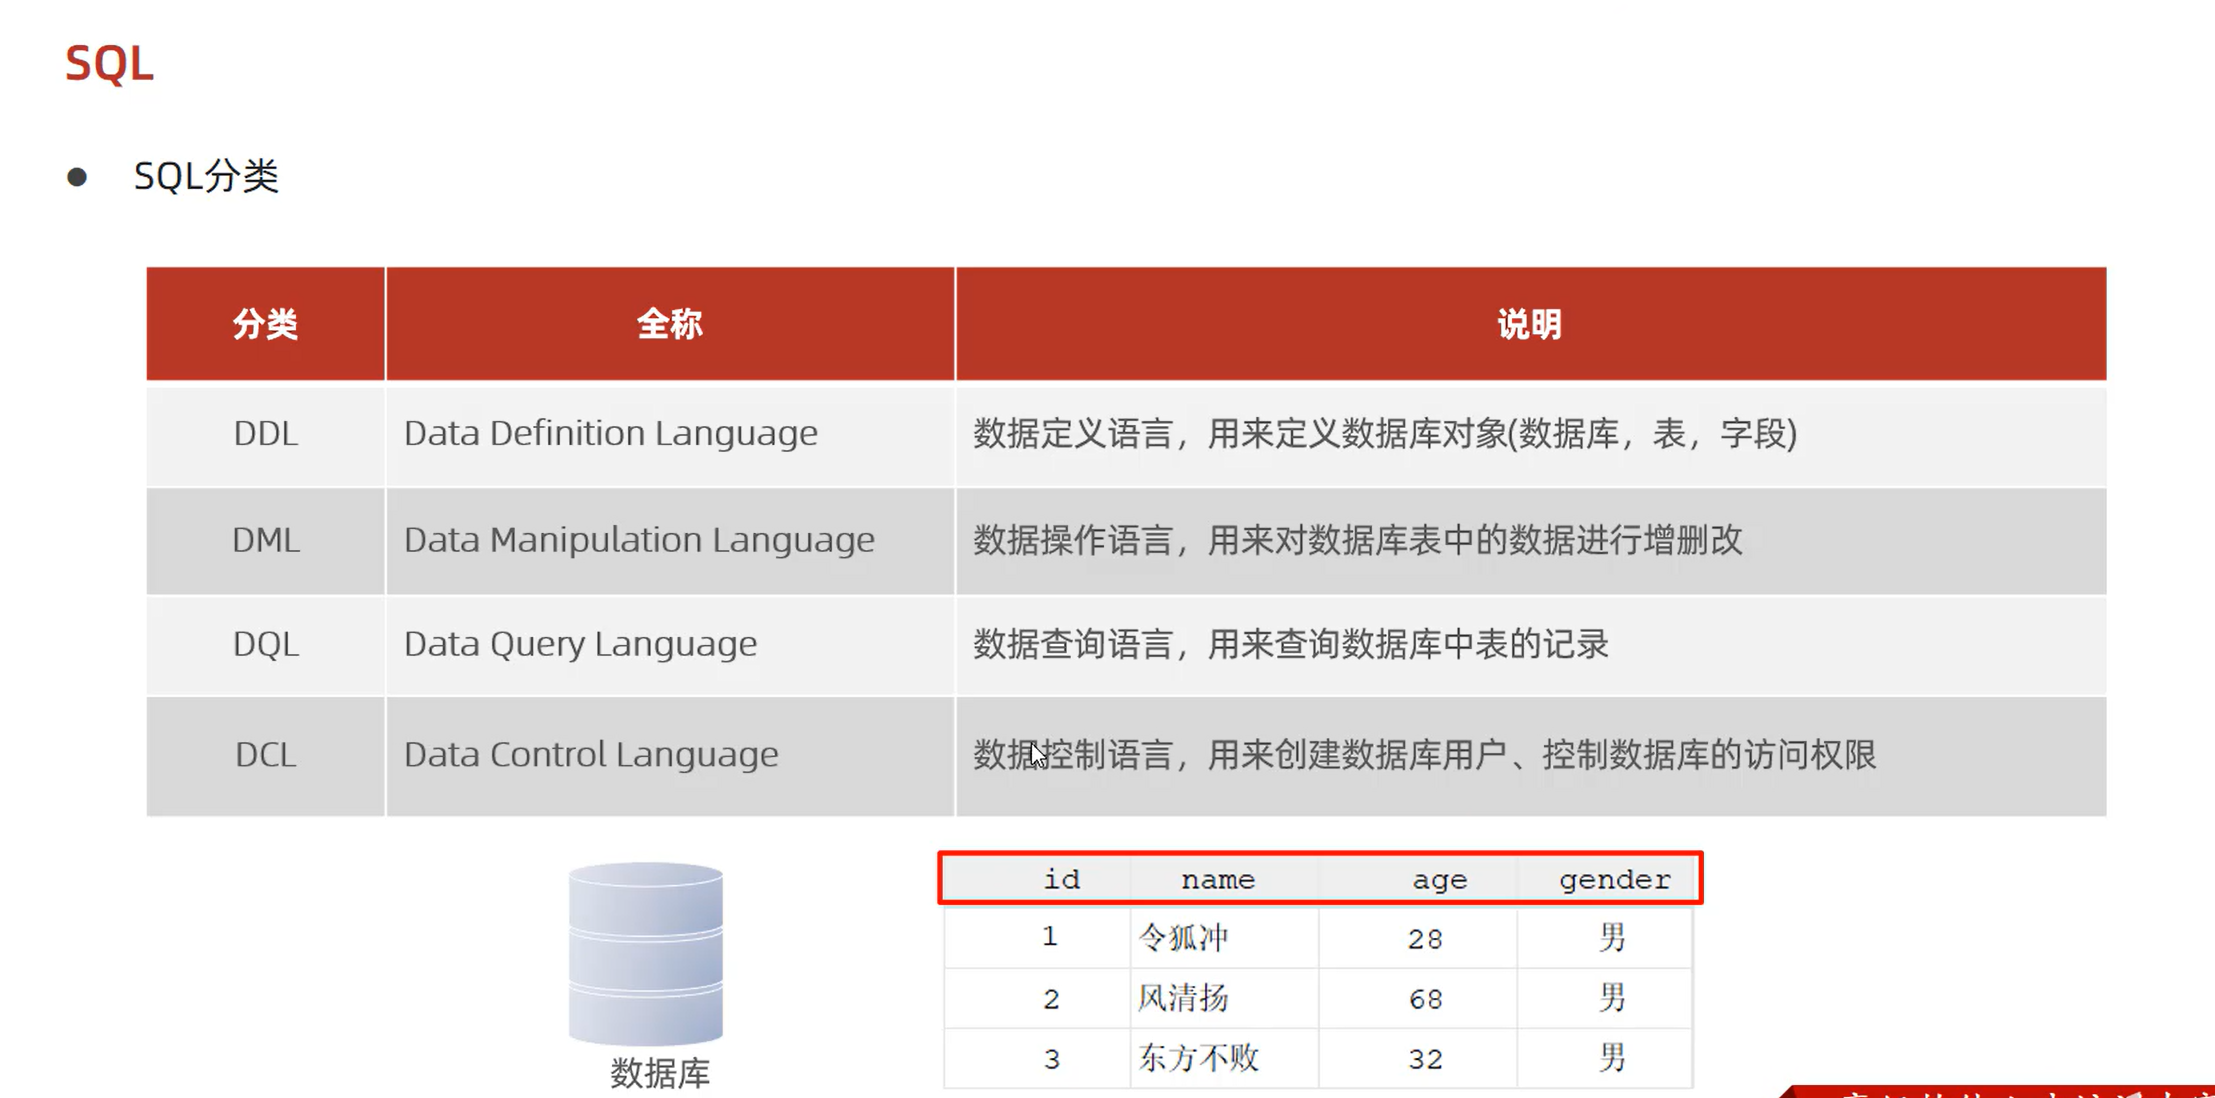 SQL
SQL分类
分类 全称 说明
DDL Data Definition Language 数据定义语言，用来定义数据库对象(数据库，表，字段)
DML Data Manipulation Language 数据操作语言，用来对数据库表中的数据进行增删改
DQL Data Query Language 数据查询语言，用来查询数据库中表的记录
DCL Data Control Language 数据控制语言，用来创建数据库用户、控制数据库的访问权限
id name age gender
1 令狐冲 28 男
2 风清扬 68 男
3 东方不败 32 男
数据库